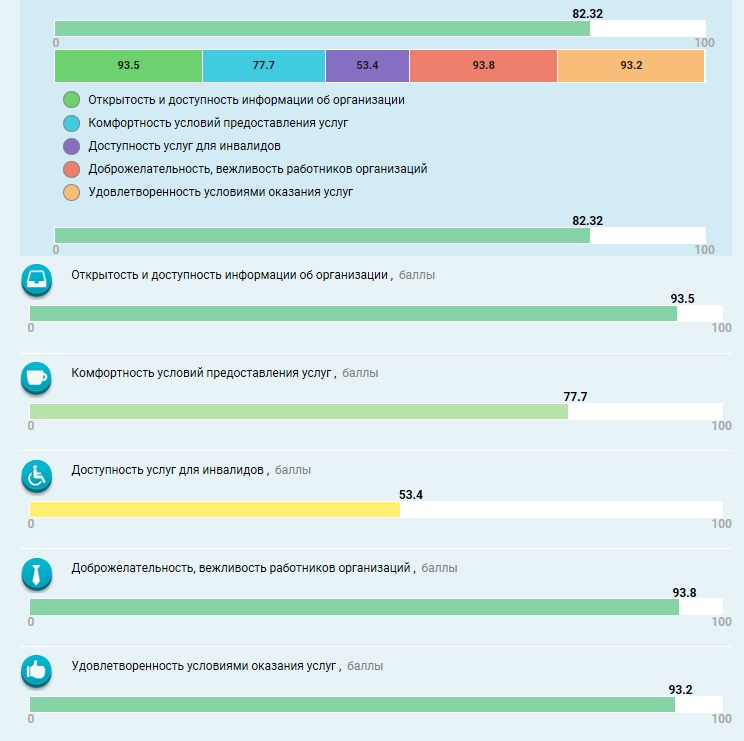 82.32
0 100
93.5 77.7 53.4 93.8 93.2
Открытость и доступность информации об организации
Комфортность условий предоставления услуг
Доступность услуг для инвалидов
Доброжелательность, вежливость работников организаций
Удовлетворенность условиями оказания услуг
82.32
0 100
Открытость и доступность информации об организации , баллы
93.5
0 100
Комфортность условий предоставления услуг , баллы
77.7
0 100
Доступность услуг для инвалидов , баллы
53.4
0 100
Доброжелательность, вежливость работников организаций , баллы
93.8
0 100
Удовлетворенность условиями оказания услуг , баллы
93.2
0 100